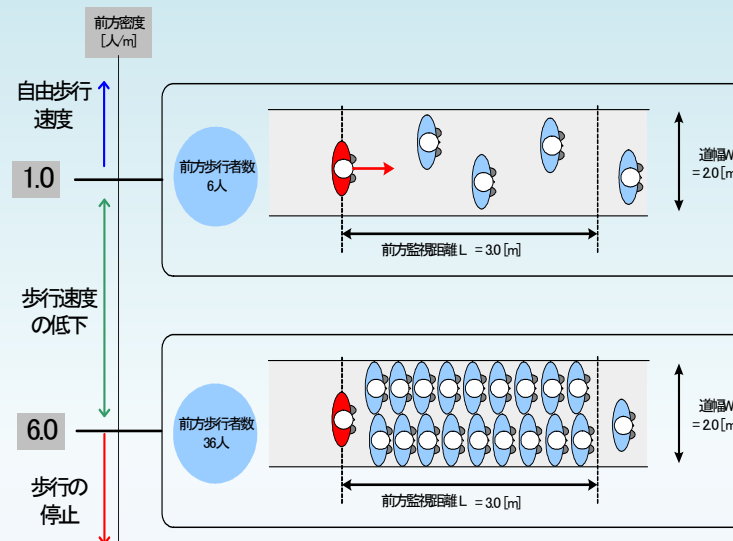 前方密度
[人/m]
自由歩行
速度
1.0
前方歩行者数
6人
道幅W
= 2.0 [m
前方監視距離 L = 3.0 [m]
歩行速度
の低下
6.0
前方歩行者数
36人
道幅W
= 2.0 [m
前方監視距離 L = 3.0 [m]
歩行の
停止